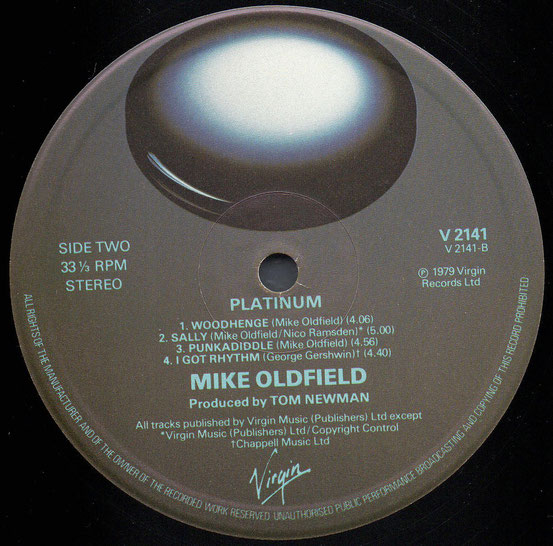 SIDE TWO
33 ⅓ RPM
STEREO
V 2141
V 2141-B
℗ 1979 Virgin
Records Ltd
PLATINUM
1. WOODHENGE (Mike Oldfield) (4.06)
2. SALLY (Mike Oldfield/Nico Ramsden)* (5.00)
3. PUNKADIDDLE (Mike Oldfield) (4.56)
4. I GOT RHYTHM (George Gershwin)† (4.40)
MIKE OLDFIELD
Produced by TOM NEWMAN
All tracks published by Virgin Music (Publishers) Ltd except
*Virgin Music (Publishers) Ltd/Copyright Control
†Chappell Music Ltd
Virgin
ALL RIGHTS OF THE MANUFACTURER AND OF THE OWNER OF THE RECORDED WORK RESERVED. UNAUTHORISED PUBLIC PERFORMANCE BROADCASTING AND COPYING OF THIS RECORD PROHIBITED